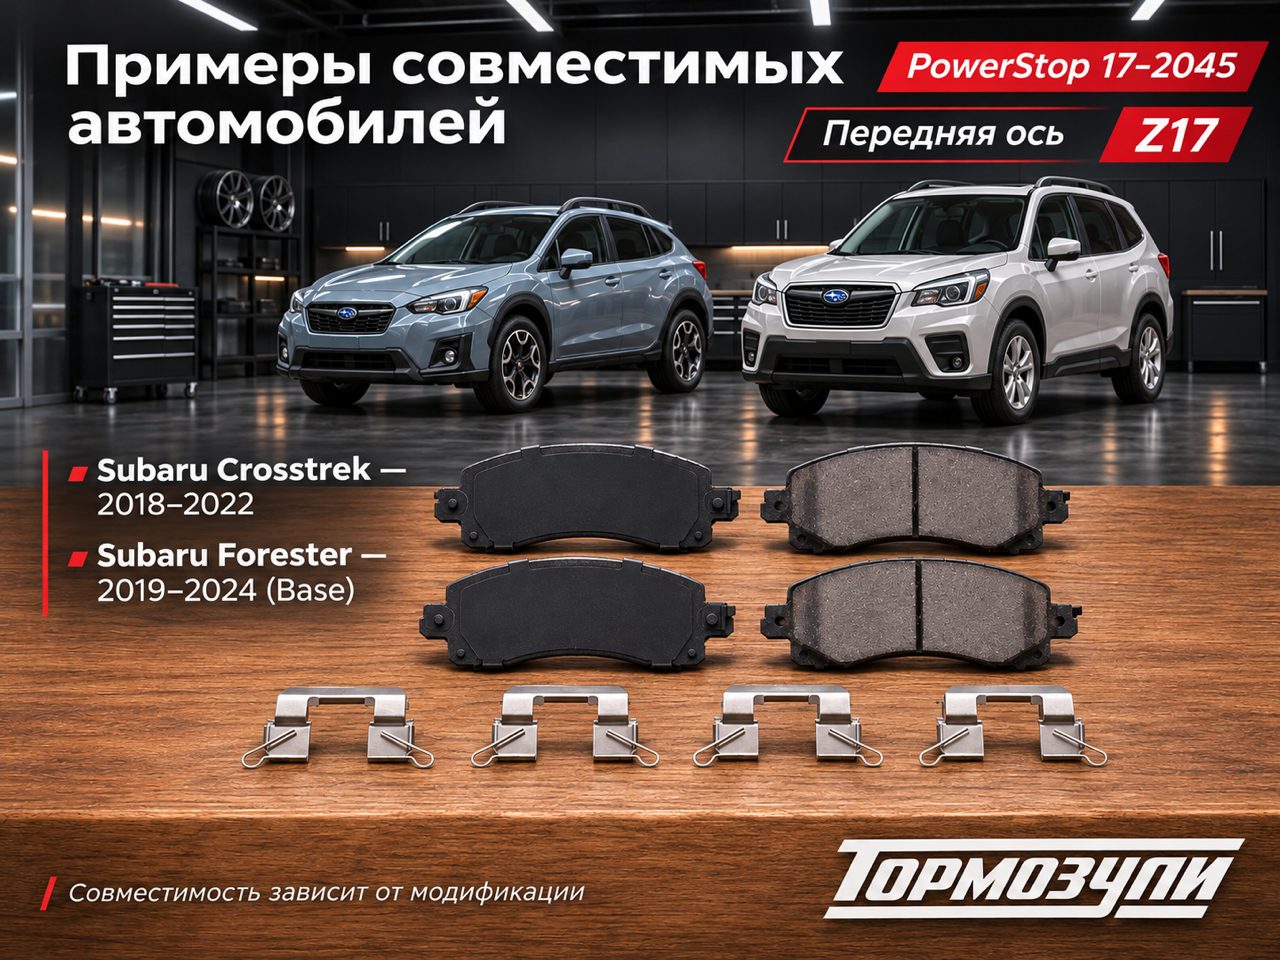 Примеры совместимых
автомобилей
PowerStop 17-2045
Передняя ось
Z17
Subaru Crosstrek —
2018–2022
Subaru Forester —
2019–2024 (Base)
Совместимость зависит от модификации
ТОРМОЗУЛИ